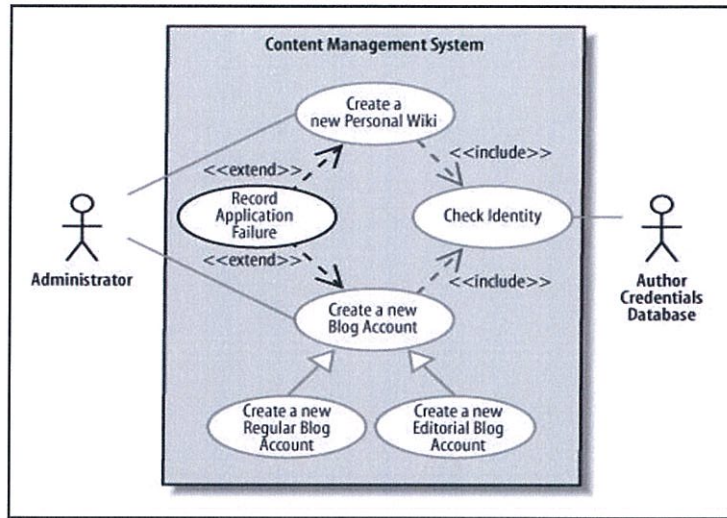 Content Management System
Create a
new Personal Wiki
<<extend>>
<<include>>
Record
Application
Failure
Check Identity
<<extend>>
<<include>>
Administrator
Author
Credentials
Database
Create a new
Blog Account
Create a new
Regular Blog
Account
Create a new
Editorial Blog
Account